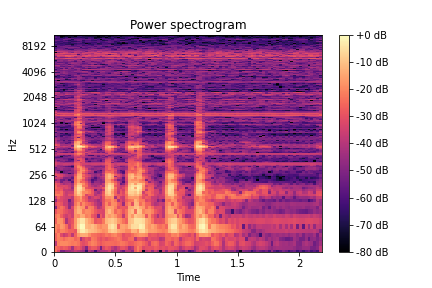 Power spectrogram
8192
4096
2048
1024
512
256
128
64
0
Hz
0
0.5
1
1.5
2
Time
+0 dB
-10 dB
-20 dB
-30 dB
-40 dB
-50 dB
-60 dB
-70 dB
-80 dB